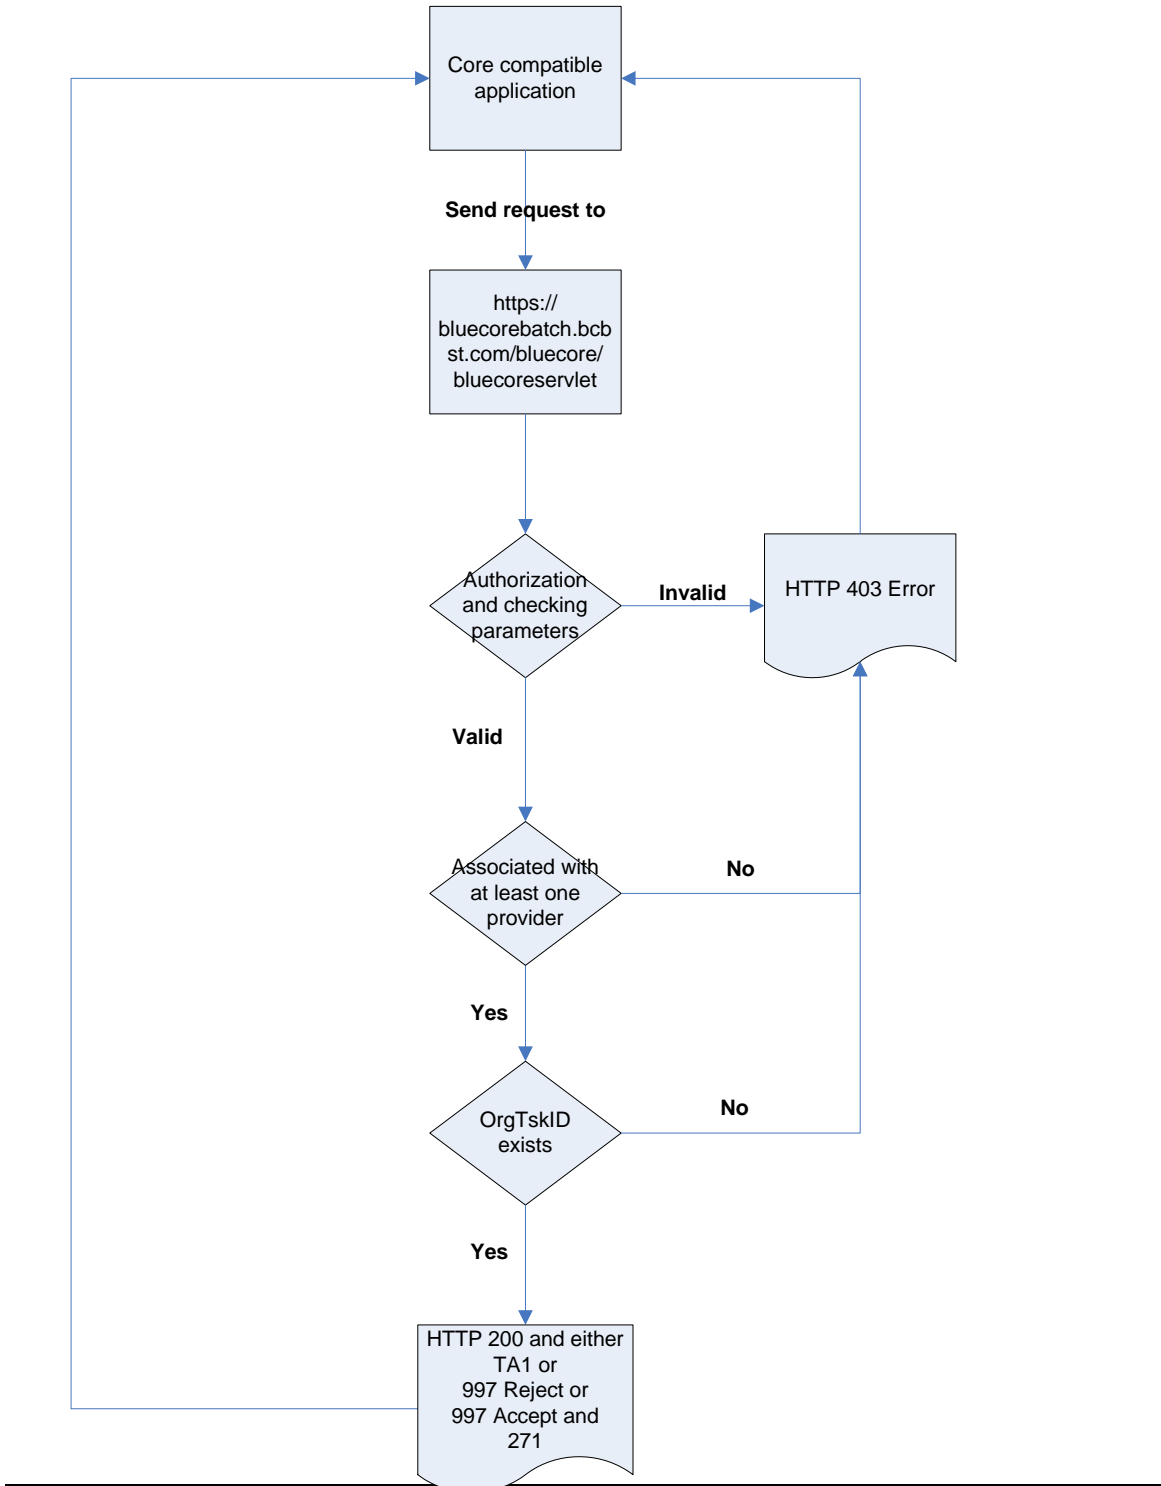 Core compatible
application
Send request to
https://
bluecorebatch.bcb
st.com/bluecore/
bluecoreservlet
Authorization
and checking
parameters
Invalid
HTTP 403 Error
Valid
Associated with
at least one
provider
No
Yes
OrgTskID
exists
No
Yes
HTTP 200 and either
TA1 or
997 Reject or
997 Accept and
271